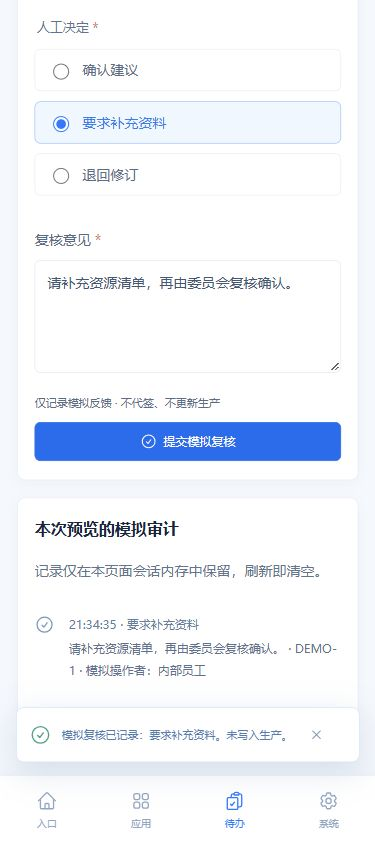 人工决定 *
确认建议
要求补充资料
退回修订
复核意见 *
请补充资源清单，再由委员会复核确认。
仅记录模拟反馈 · 不代签、不更新生产
提交模拟复核
本次预览的模拟审计
记录仅在本页面会话内存中保留，刷新即清空。
21:34:35 · 要求补充资料
请补充资源清单，再由委员会复核确认。 · DEMO-
1 · 模拟操作者：内部员工
模拟复核已记录：要求补充资料。未写入生产。
入口
应用
待办
系统